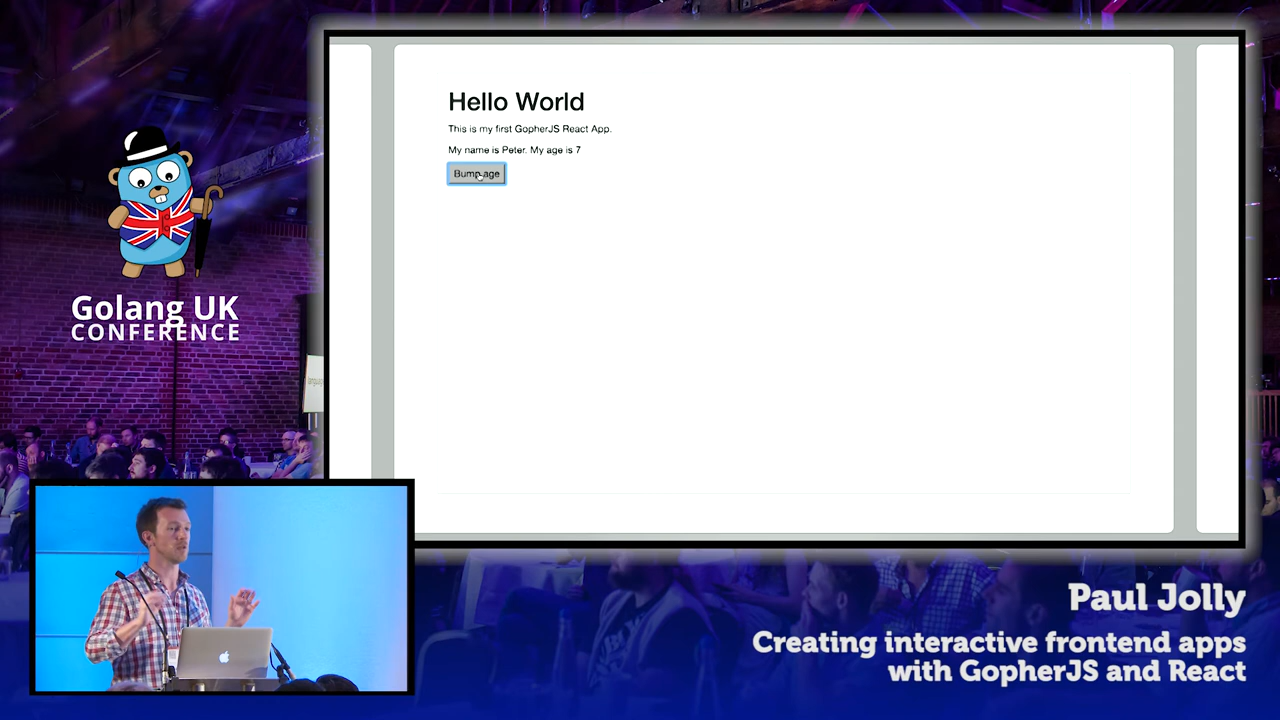 Hello World
This is my first GopherJS React App.
My name is Peter. My age is 7
Bump age
Golang UK
CONFERENCE
Paul Jolly
Creating interactive frontend apps
with GopherJS and React